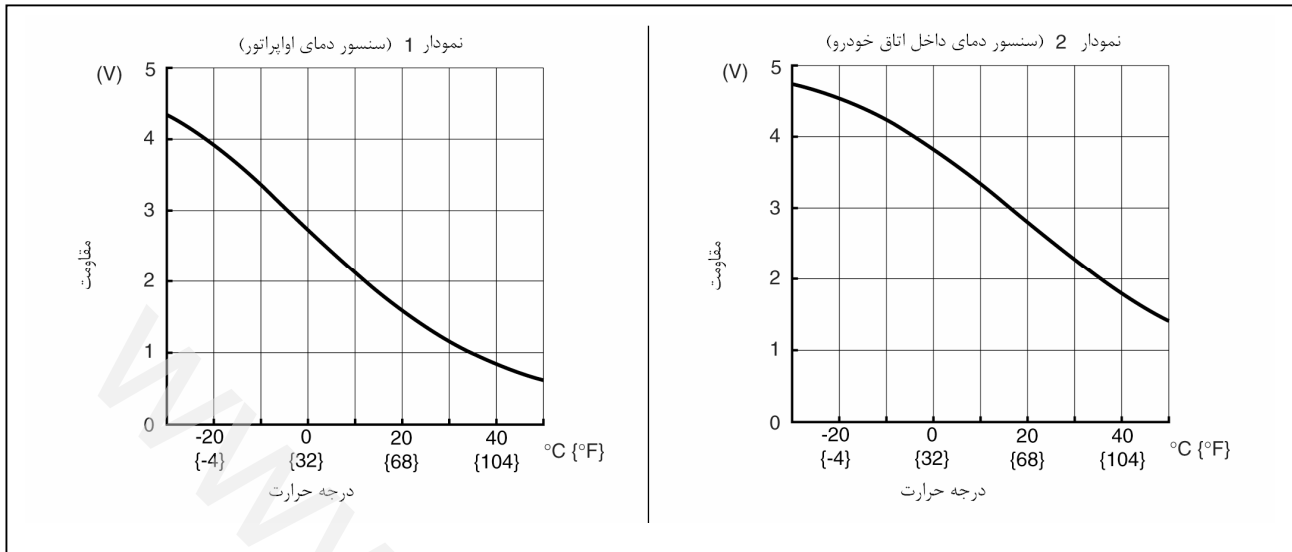 نمودار 1 (سنسور دمای اواپراتور)
(V)
5
4
3
2
1
0
مقاومت
-20 0 20 40 °C {°F}
{-4} {32} {68} {104}
درجه حرارت
نمودار 2 (سنسور دمای داخل اتاق خودرو)
(V)
5
4
3
2
1
0
مقاومت
-20 0 20 40 °C {°F}
{-4} {32} {68} {104}
درجه حرارت
www